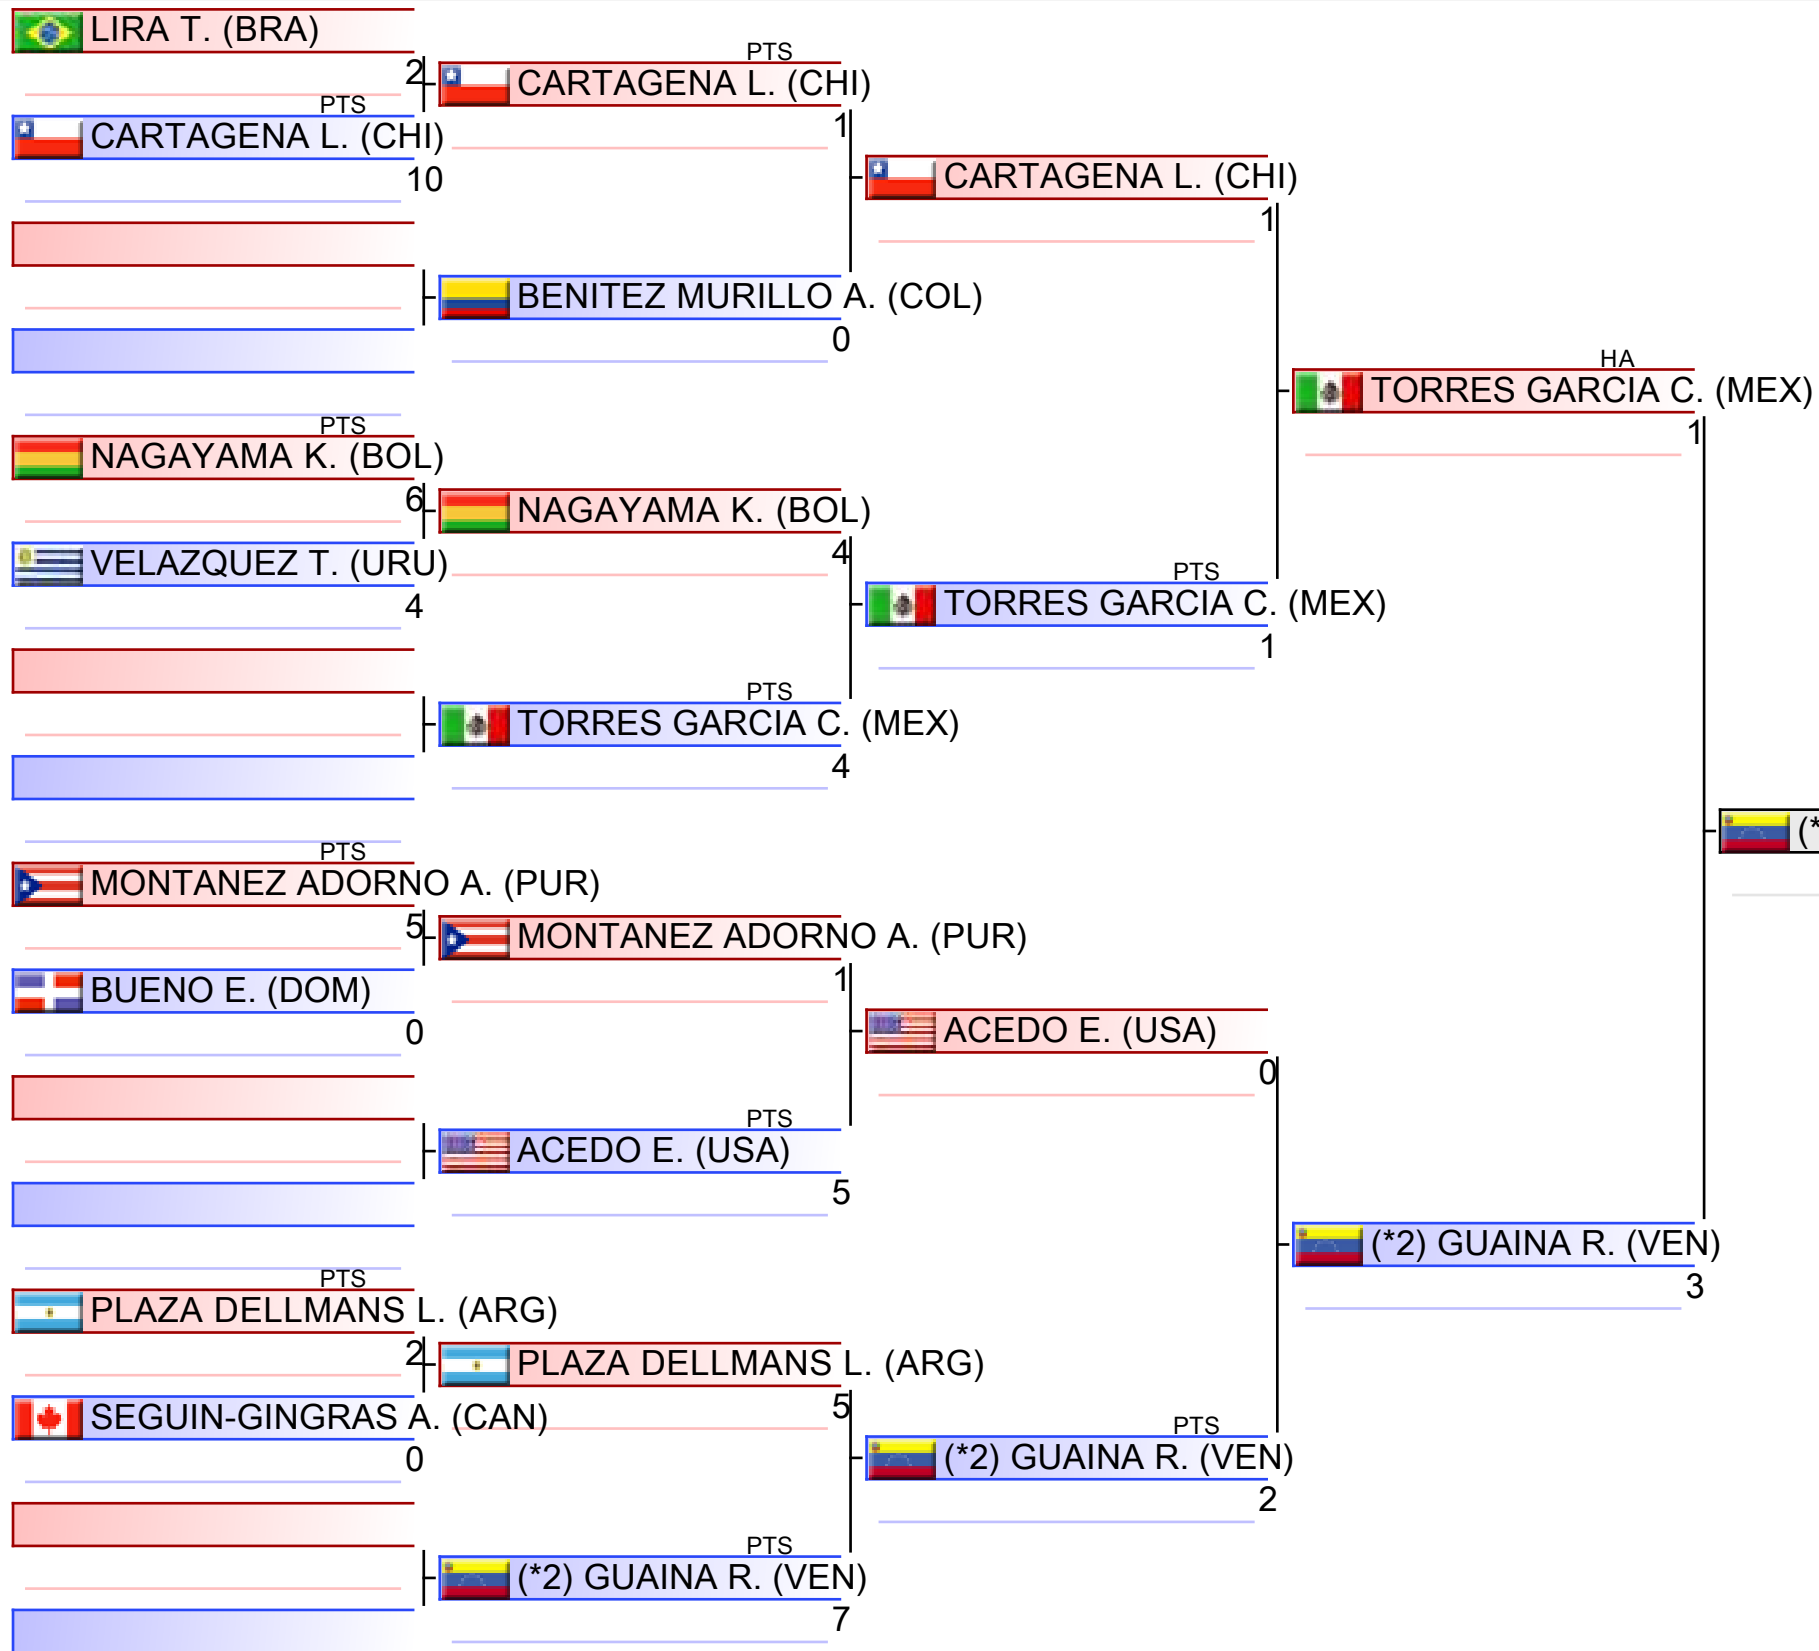 LIRA T. (BRA)
2
PTS
CARTAGENA L. (CHI)
10
PTS
NAGAYAMA K. (BOL)
6
VELAZQUEZ T. (URU)
4
PTS
MONTANEZ ADORNO A. (PUR)
5
BUENO E. (DOM)
0
PTS
PLAZA DELLMANS L. (ARG)
2
SEGUIN-GINGRAS A. (CAN)
0
PTS
CARTAGENA L. (CHI)
1
BENITEZ MURILLO A. (COL)
0
NAGAYAMA K. (BOL)
4
PTS
TORRES GARCIA C. (MEX)
4
MONTANEZ ADORNO A. (PUR)
1
PTS
ACEDO E. (USA)
5
PLAZA DELLMANS L. (ARG)
5
PTS
(*2) GUAINA R. (VEN)
7
CARTAGENA L. (CHI)
1
PTS
TORRES GARCIA C. (MEX)
1
ACEDO E. (USA)
0
PTS
(*2) GUAINA R. (VEN)
2
HA
TORRES GARCIA C. (MEX)
1
(*2) GUAINA R. (VEN)
3
(*